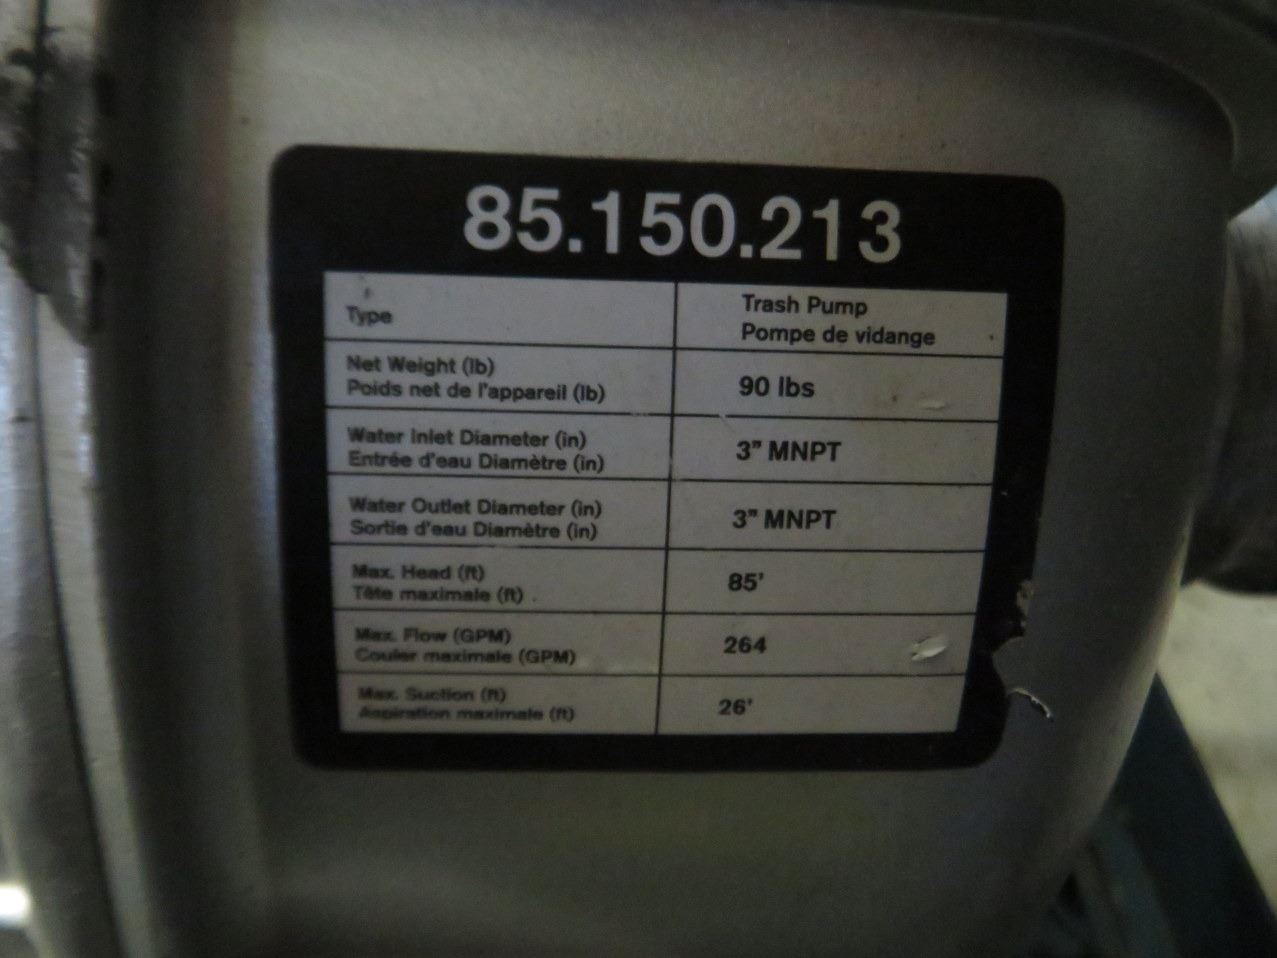 85.150.213
Type
Trash Pump
Pompe de vidange
Net Weight (lb)
Poids net de l'appareil (lb)
90 lbs
Water Inlet Diameter (in)
Entrée d'eau Diamètre (in)
3" MNPT
Water Outlet Diameter (in)
Sortie d'eau Diamètre (in)
3" MNPT
Max. Head (ft)
Tête maximale (ft)
85'
Max. Flow (GPM)
Couler maximale (GPM)
264
Max. Suction (ft)
Aspiration maximale (ft)
26'